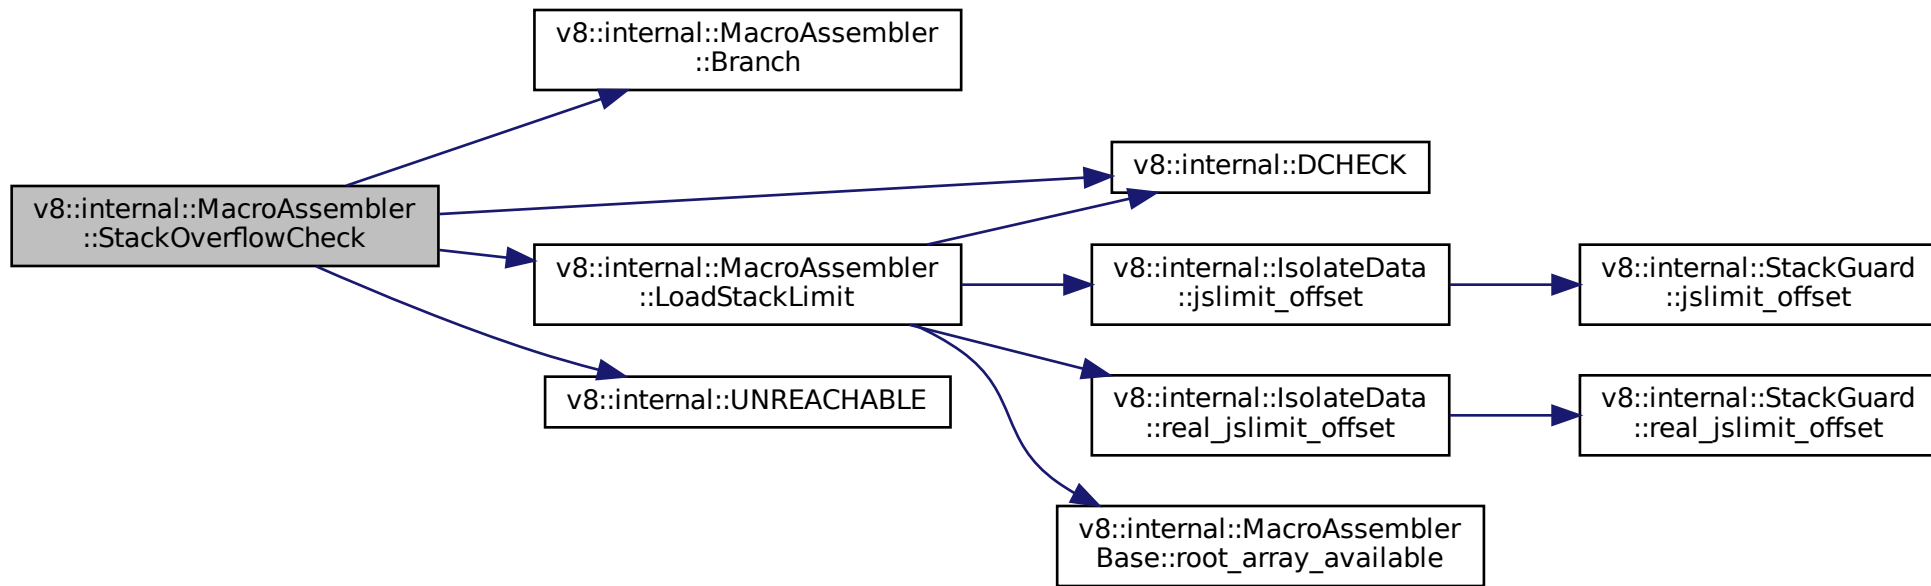 v8::internal::MacroAssembler
::StackOverflowCheck
v8::internal::MacroAssembler
::Branch
v8::internal::DCHECK
v8::internal::MacroAssembler
::LoadStackLimit
v8::internal::UNREACHABLE
v8::internal::IsolateData
::jslimit_offset
v8::internal::StackGuard
::jslimit_offset
v8::internal::IsolateData
::real_jslimit_offset
v8::internal::StackGuard
::real_jslimit_offset
v8::internal::MacroAssembler
Base::root_array_available